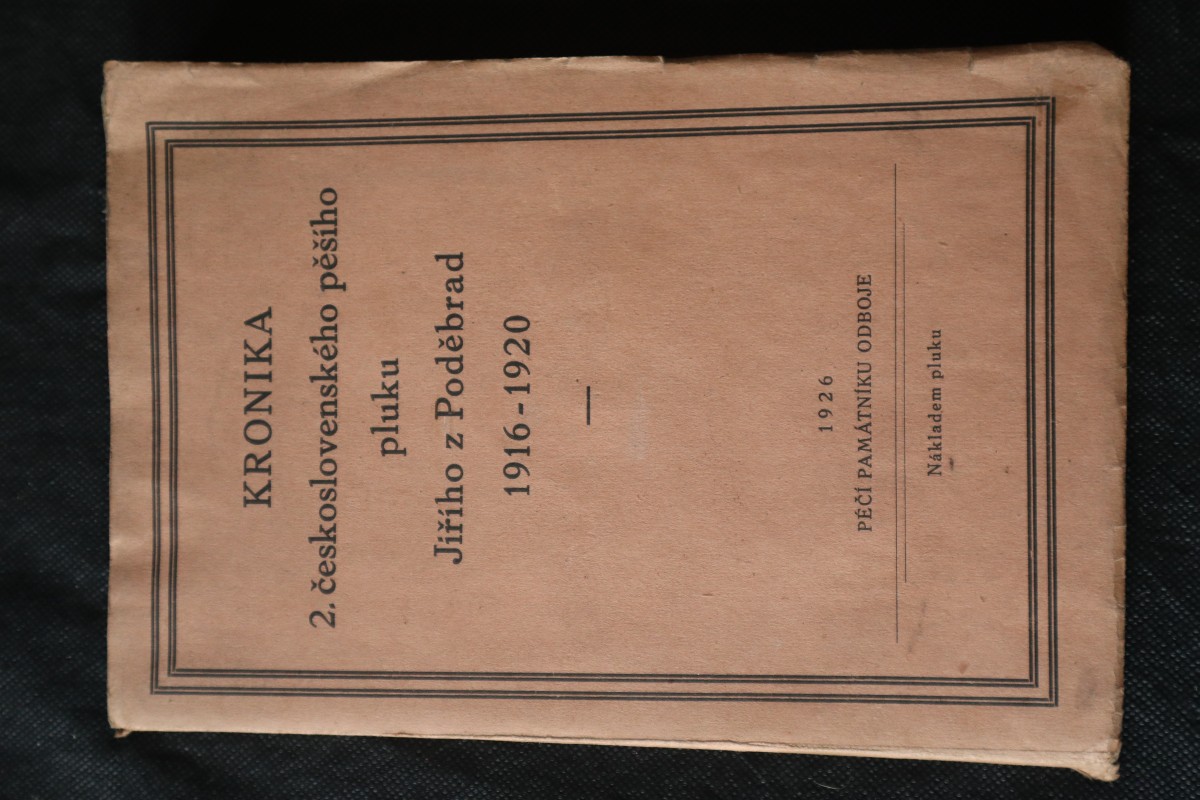 KRONIKA
2. československého pěšího
pluku
Jiřího z Poděbrad
1916-1920
1926
PÉČÍ PAMÁTNÍKU ODBOJE
Nákladem pluku